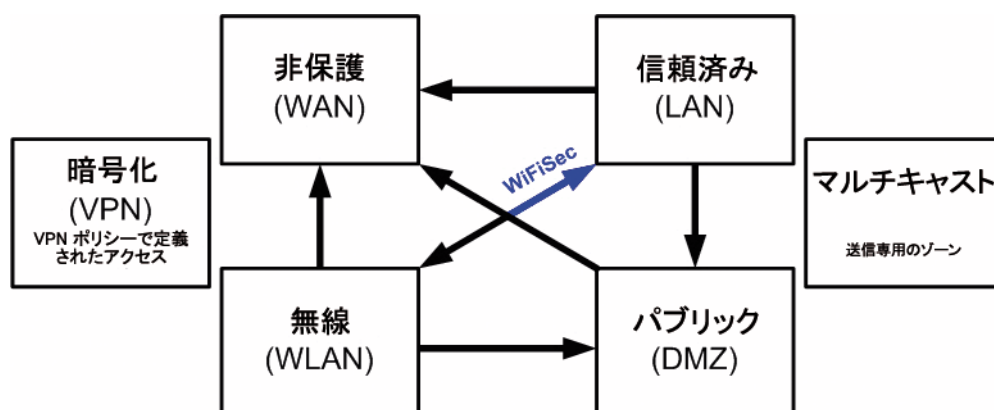 非保護
(WAN)
信頼済み
(LAN)
暗号化
(VPN)
VPN ポリシーで定義
されたアクセス
WiFiSec
マルチキャスト
送信専用のゾーン
無線
(WLAN)
パブリック
(DMZ)